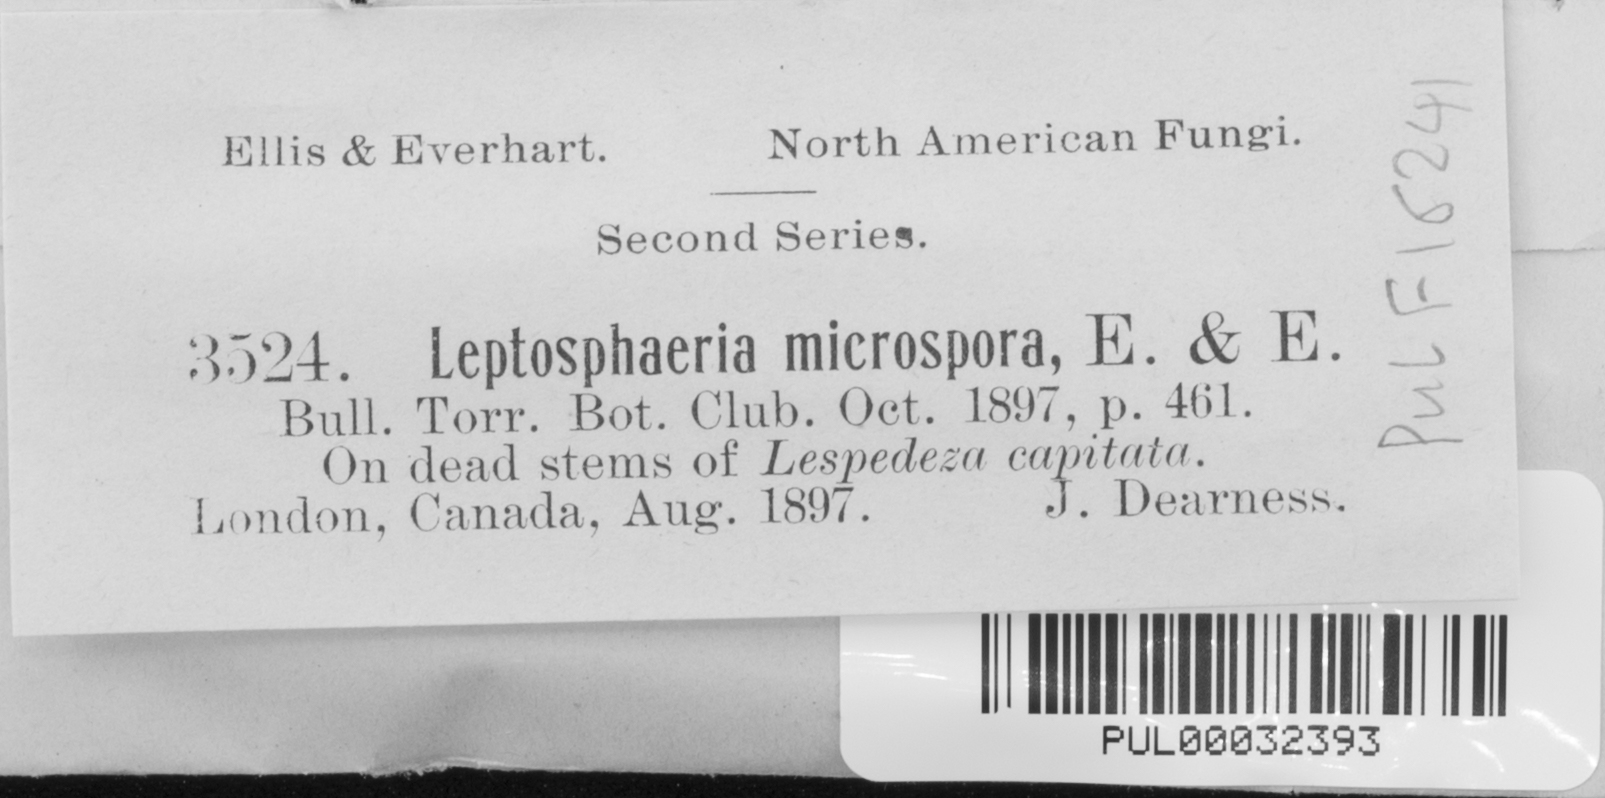 Ellis & Everhart. North American Fungi.
Second Series.
3524. Leptosphaeria microspora, E. & E.
Bull. Torr. Bot. Club. Oct. 1897, p. 461.
On dead stems of Lespedeza capitata.
London, Canada, Aug. 1897. J. Dearness.
PUL F16241
PUL00032393